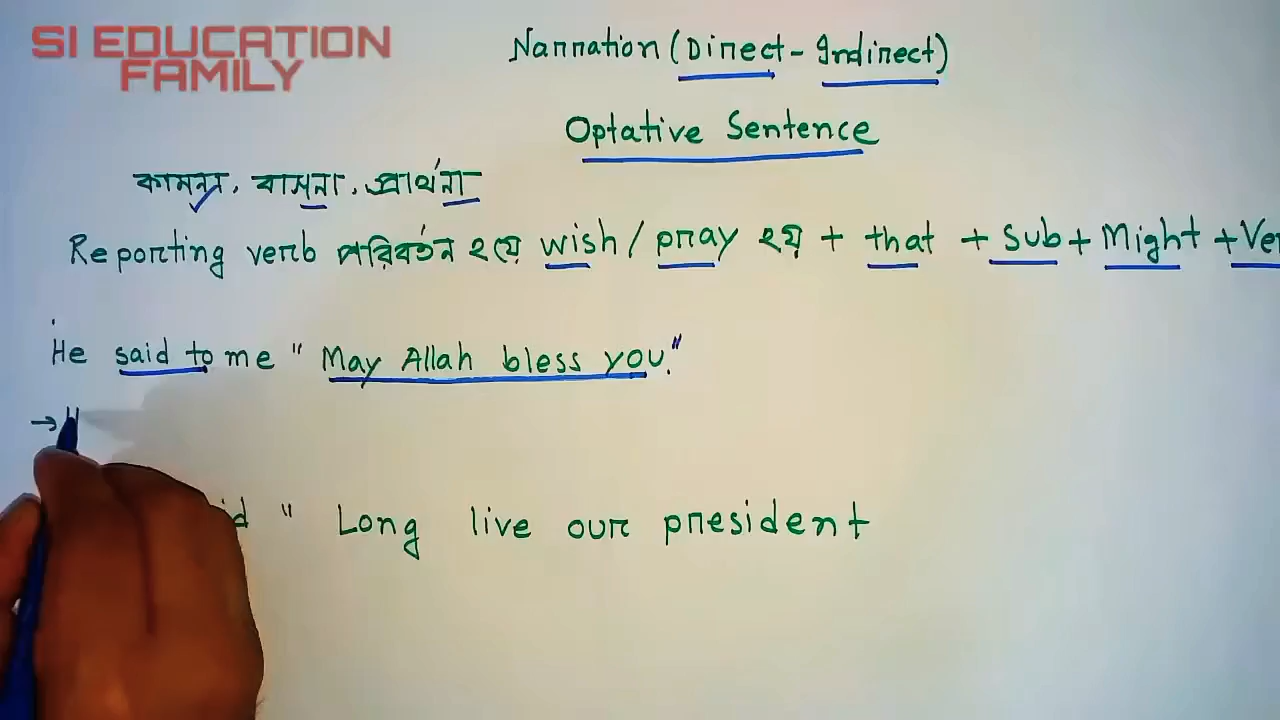 SI EDUCATION
FAMILY
Narration (Direct - Indirect)
Optative Sentence
কামনা, বাসনা, প্রার্থনা
Reporting verb পরিবর্তন হয়ে wish / pray হয় + that + Sub + Might + Ve
He said to me " May Allah bless you."
→ H
" Long live our president